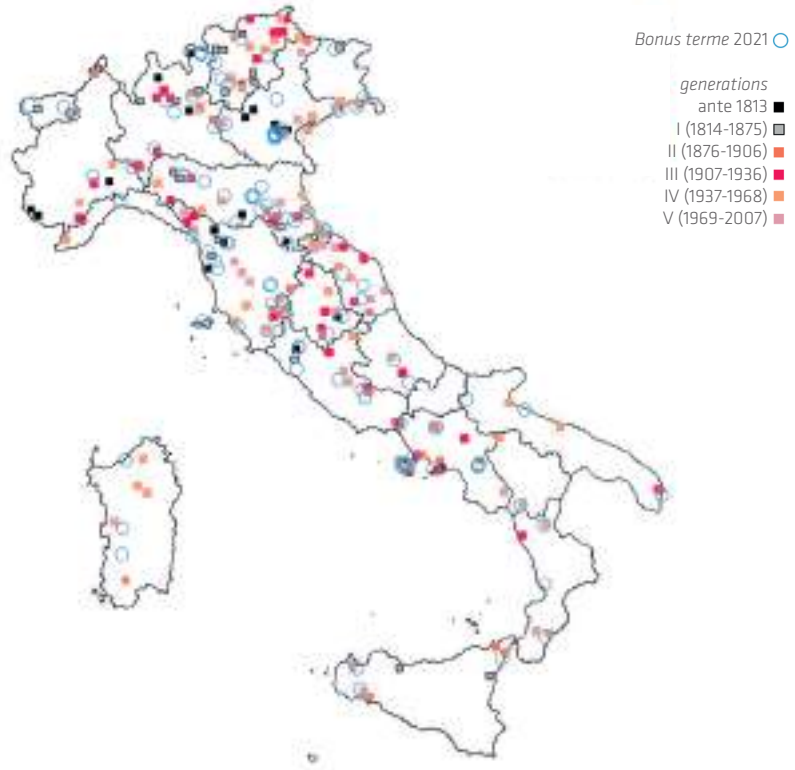 Bonus terme 2021
generations
ante 1813
I (1814-1875)
II (1876-1906)
III (1907-1936)
IV (1937-1968)
V (1969-2007)